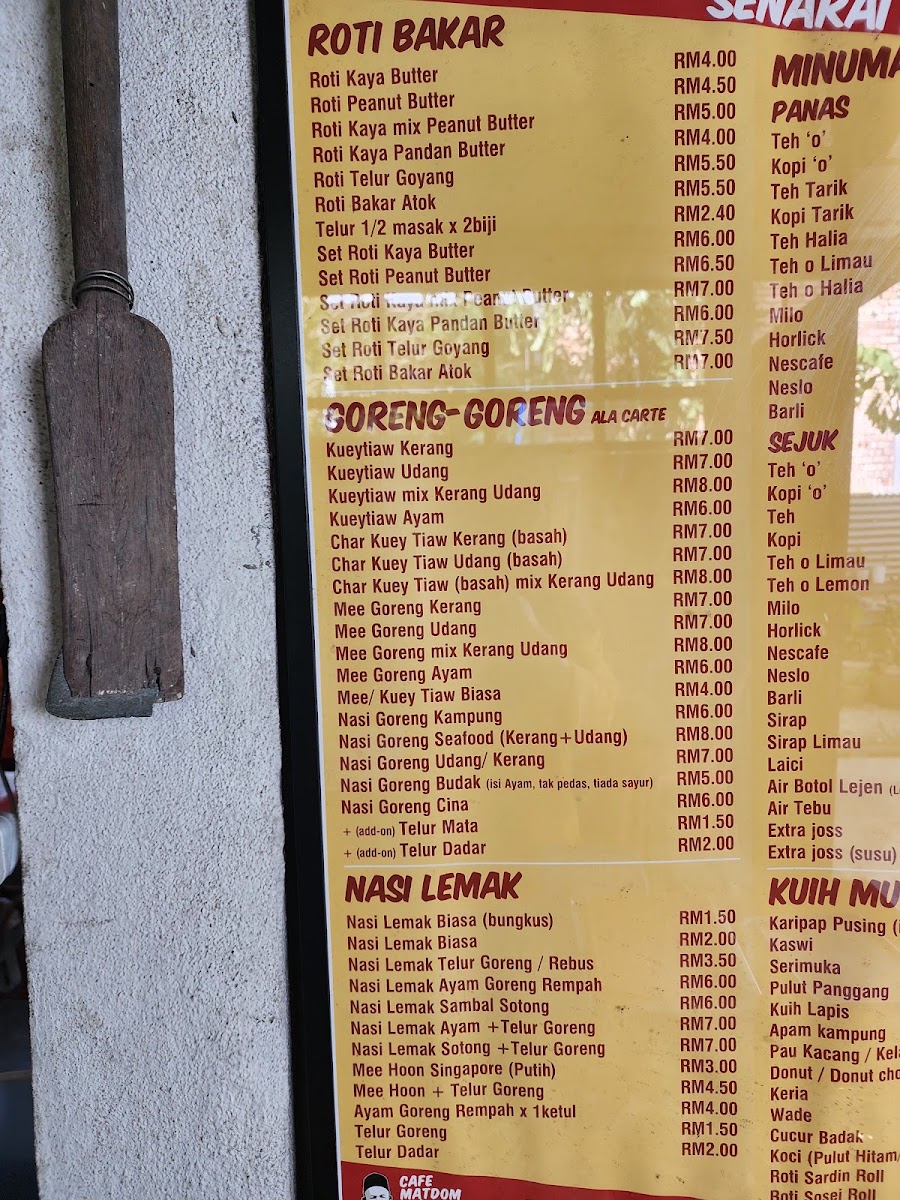 SENARAI
ROTI BAKAR
Roti Kaya Butter RM4.00
Roti Peanut Butter RM4.50
Roti Kaya mix Peanut Butter RM5.00
Roti Kaya Pandan Butter RM4.00
Roti Telur Goyang RM5.50
Roti Bakar Atok RM5.50
Telur 1/2 masak x 2biji RM2.40
Set Roti Kaya Butter RM6.00
Set Roti Peanut Butter RM6.50
Set Roti Kaya mix Peanut Butter RM7.00
Set Roti Kaya Pandan Butter RM6.00
Set Roti Telur Goyang RM7.50
Set Roti Bakar Atok RM7.00
GORENG-GORENG ALA CARTE
Kueytiaw Kerang RM7.00
Kueytiaw Udang RM7.00
Kueytiaw mix Kerang Udang RM8.00
Kueytiaw Ayam RM6.00
Char Kuey Tiaw Kerang (basah) RM7.00
Char Kuey Tiaw Udang (basah) RM7.00
Char Kuey Tiaw (basah) mix Kerang Udang RM8.00
Mee Goreng Kerang RM7.00
Mee Goreng Udang RM7.00
Mee Goreng mix Kerang Udang RM8.00
Mee Goreng Ayam RM6.00
Mee/ Kuey Tiaw Biasa RM4.00
Nasi Goreng Kampung RM6.00
Nasi Goreng Seafood (Kerang+Udang) RM8.00
Nasi Goreng Udang/ Kerang RM7.00
Nasi Goreng Budak (isi Ayam, tak pedas, tiada sayur) RM5.00
Nasi Goreng Cina RM6.00
+ (add-on) Telur Mata RM1.50
+ (add-on) Telur Dadar RM2.00
NASI LEMAK
Nasi Lemak Biasa (bungkus) RM1.50
Nasi Lemak Biasa RM2.00
Nasi Lemak Telur Goreng / Rebus RM3.50
Nasi Lemak Ayam Goreng Rempah RM6.00
Nasi Lemak Sambal Sotong RM6.00
Nasi Lemak Ayam +Telur Goreng RM7.00
Nasi Lemak Sotong +Telur Goreng RM7.00
Mee Hoon Singapore (Putih) RM3.00
Mee Hoon + Telur Goreng RM4.50
Ayam Goreng Rempah x 1ketul RM4.00
Telur Goreng RM1.50
Telur Dadar RM2.00
CAFE
MATDOM
MINUMA
PANAS
Teh 'o'
Kopi 'o'
Teh Tarik
Kopi Tarik
Teh Halia
Teh o Limau
Teh o Halia
Milo
Horlick
Nescafe
Neslo
Barli
SEJUK
Teh 'o'
Kopi 'o'
Teh
Kopi
Teh o Limau
Teh o Lemon
Milo
Horlick
Nescafe
Neslo
Barli
Sirap
Sirap Limau
Laici
Air Botol Lejen
Air Tebu
Extra joss
Extra joss (susu)
KUIH MU
Karipap Pusing (i
Kaswi
Serimuka
Pulut Panggang
Kuih Lapis
Apam kampung
Pau Kacang / Kela
Donut / Donut cho
Keria
Wade
Cucur Badak
Koci (Pulut Hitam/
Roti Sardin Roll
Roti Sosej Roll